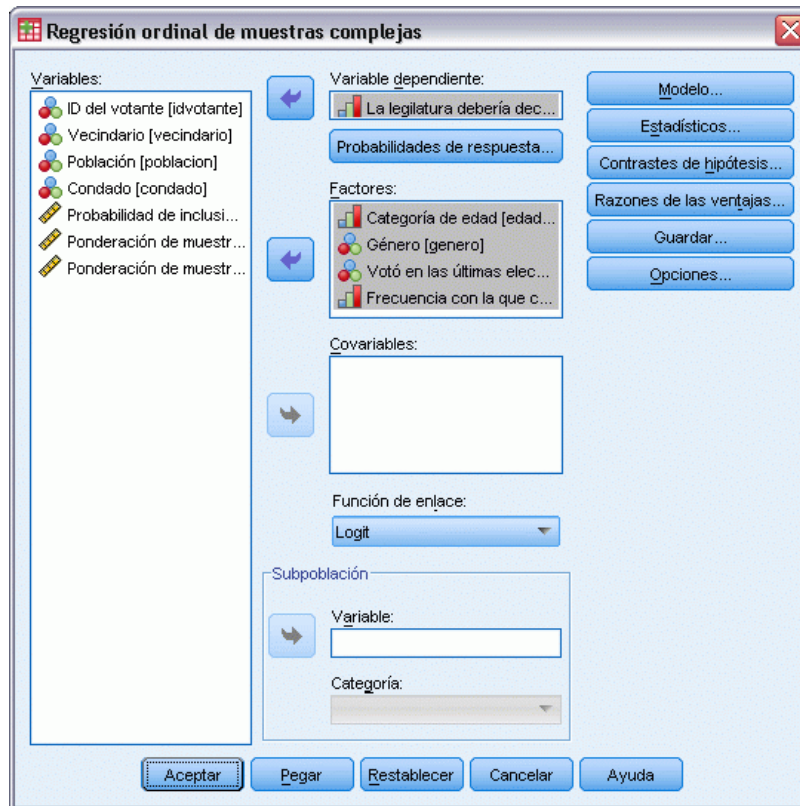 Regresión ordinal de muestras complejas
Variables:
ID del votante [idvotante]
Vecindario [vecindario]
Población [poblacion]
Condado [condado]
Probabilidad de inclusi...
Ponderación de muestr...
Ponderación de muestr...
Variable dependiente:
La legilatura debería dec...
Probabilidades de respuesta...
Factores:
Categoría de edad [edad...
Género [genero]
Votó en las últimas elec...
Frecuencia con la que c...
Covariables:
Función de enlace:
Logit
Subpoblación
Variable:
Categoría:
Modelo...
Estadísticos...
Contrastes de hipótesis...
Razones de las ventajas...
Guardar...
Opciones...
Aceptar
Pegar
Restablecer
Cancelar
Ayuda